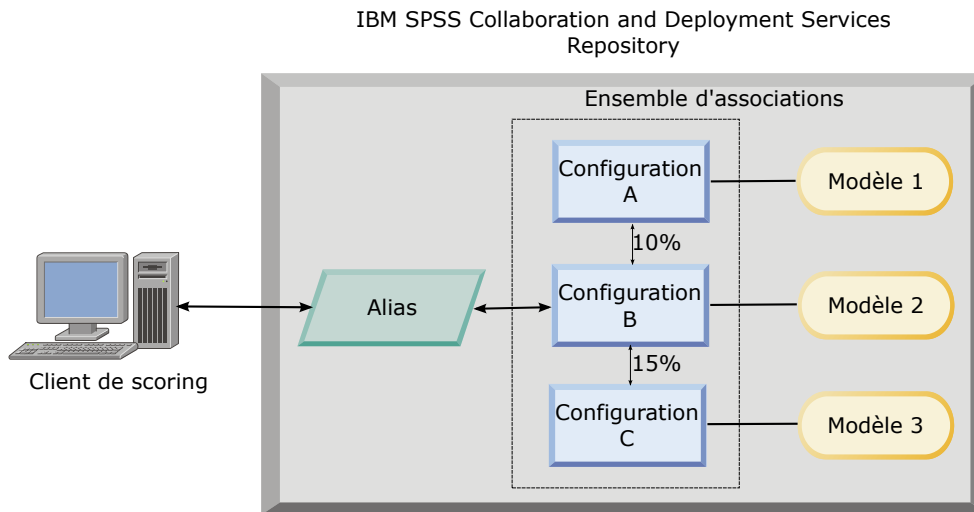 IBM SPSS Collaboration and Deployment Services
Repository
Ensemble d'associations
Configuration
A
Modèle 1
10%
Alias
Configuration
B
Modèle 2
15%
Client de scoring
Configuration
C
Modèle 3